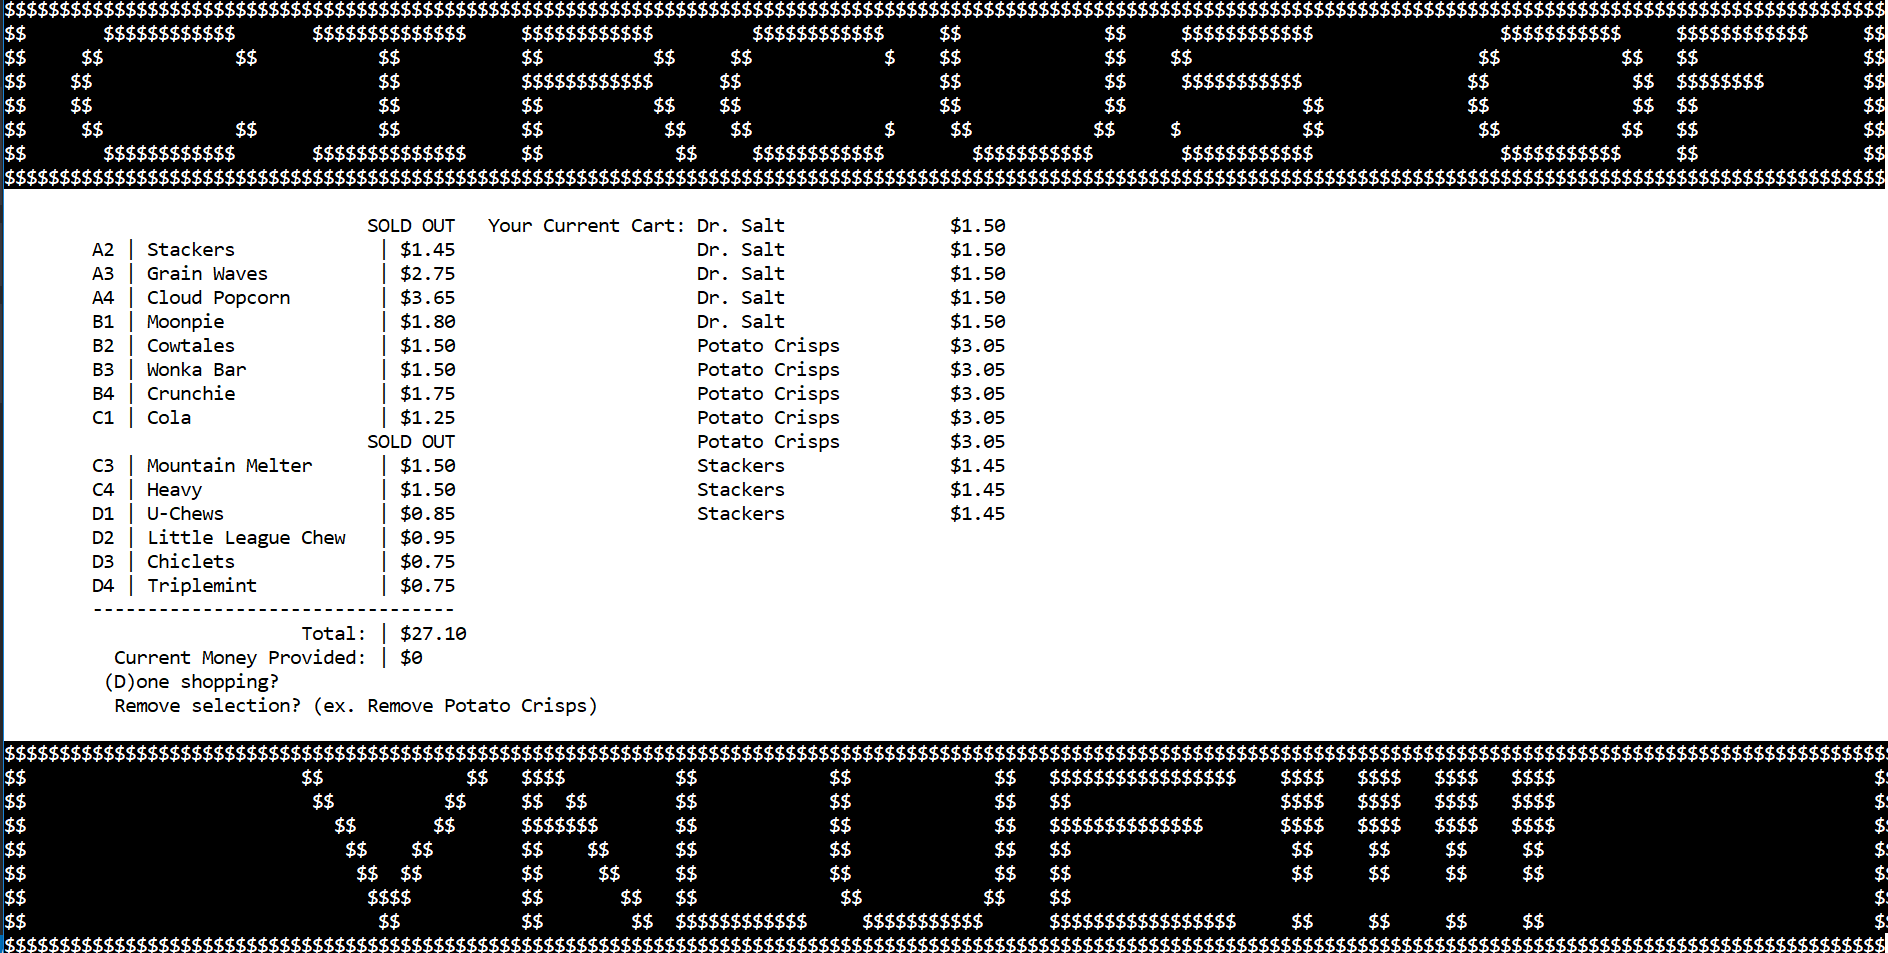 CIRCUS OF
SOLD OUT Your Current Cart: Dr. Salt $1.50
A2 | Stackers | $1.45 Dr. Salt $1.50
A3 | Grain Waves | $2.75 Dr. Salt $1.50
A4 | Cloud Popcorn | $3.65 Dr. Salt $1.50
B1 | Moonpie | $1.80 Dr. Salt $1.50
B2 | Cowtales | $1.50 Potato Crisps $3.05
B3 | Wonka Bar | $1.50 Potato Crisps $3.05
B4 | Crunchie | $1.75 Potato Crisps $3.05
C1 | Cola | $1.25 Potato Crisps $3.05
SOLD OUT Potato Crisps $3.05
C3 | Mountain Melter | $1.50 Stackers $1.45
C4 | Heavy | $1.50 Stackers $1.45
D1 | U-Chews | $0.85 Stackers $1.45
D2 | Little League Chew | $0.95
D3 | Chiclets | $0.75
D4 | Triplemint | $0.75
---------------------------------
Total: | $27.10
Current Money Provided: | $0
(D)one shopping?
Remove selection? (ex. Remove Potato Crisps)
VALUE!!!!